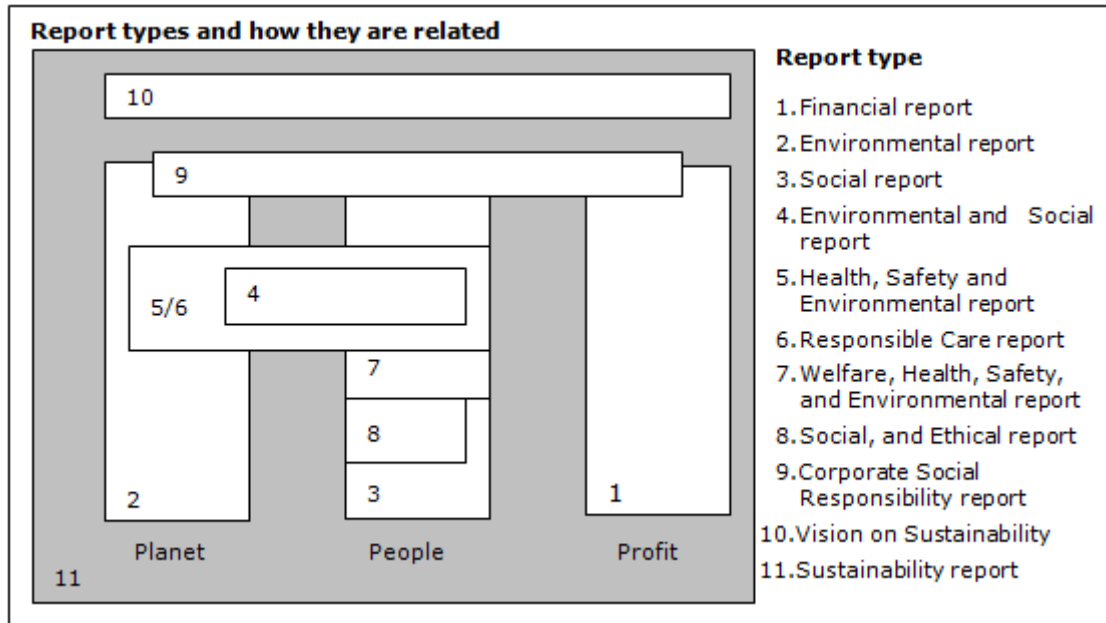 Report types and how they are related
10
9
5/6
4
7
8
2
3
1
Planet
People
Profit
11
Report type
1.Financial report
2.Environmental report
3.Social report
4.Environmental and Social
report
5.Health, Safety and
Environmental report
6.Responsible Care report
7.Welfare, Health, Safety,
and Environmental report
8.Social, and Ethical report
9.Corporate Social
Responsibility report
10.Vision on Sustainability
11.Sustainability report